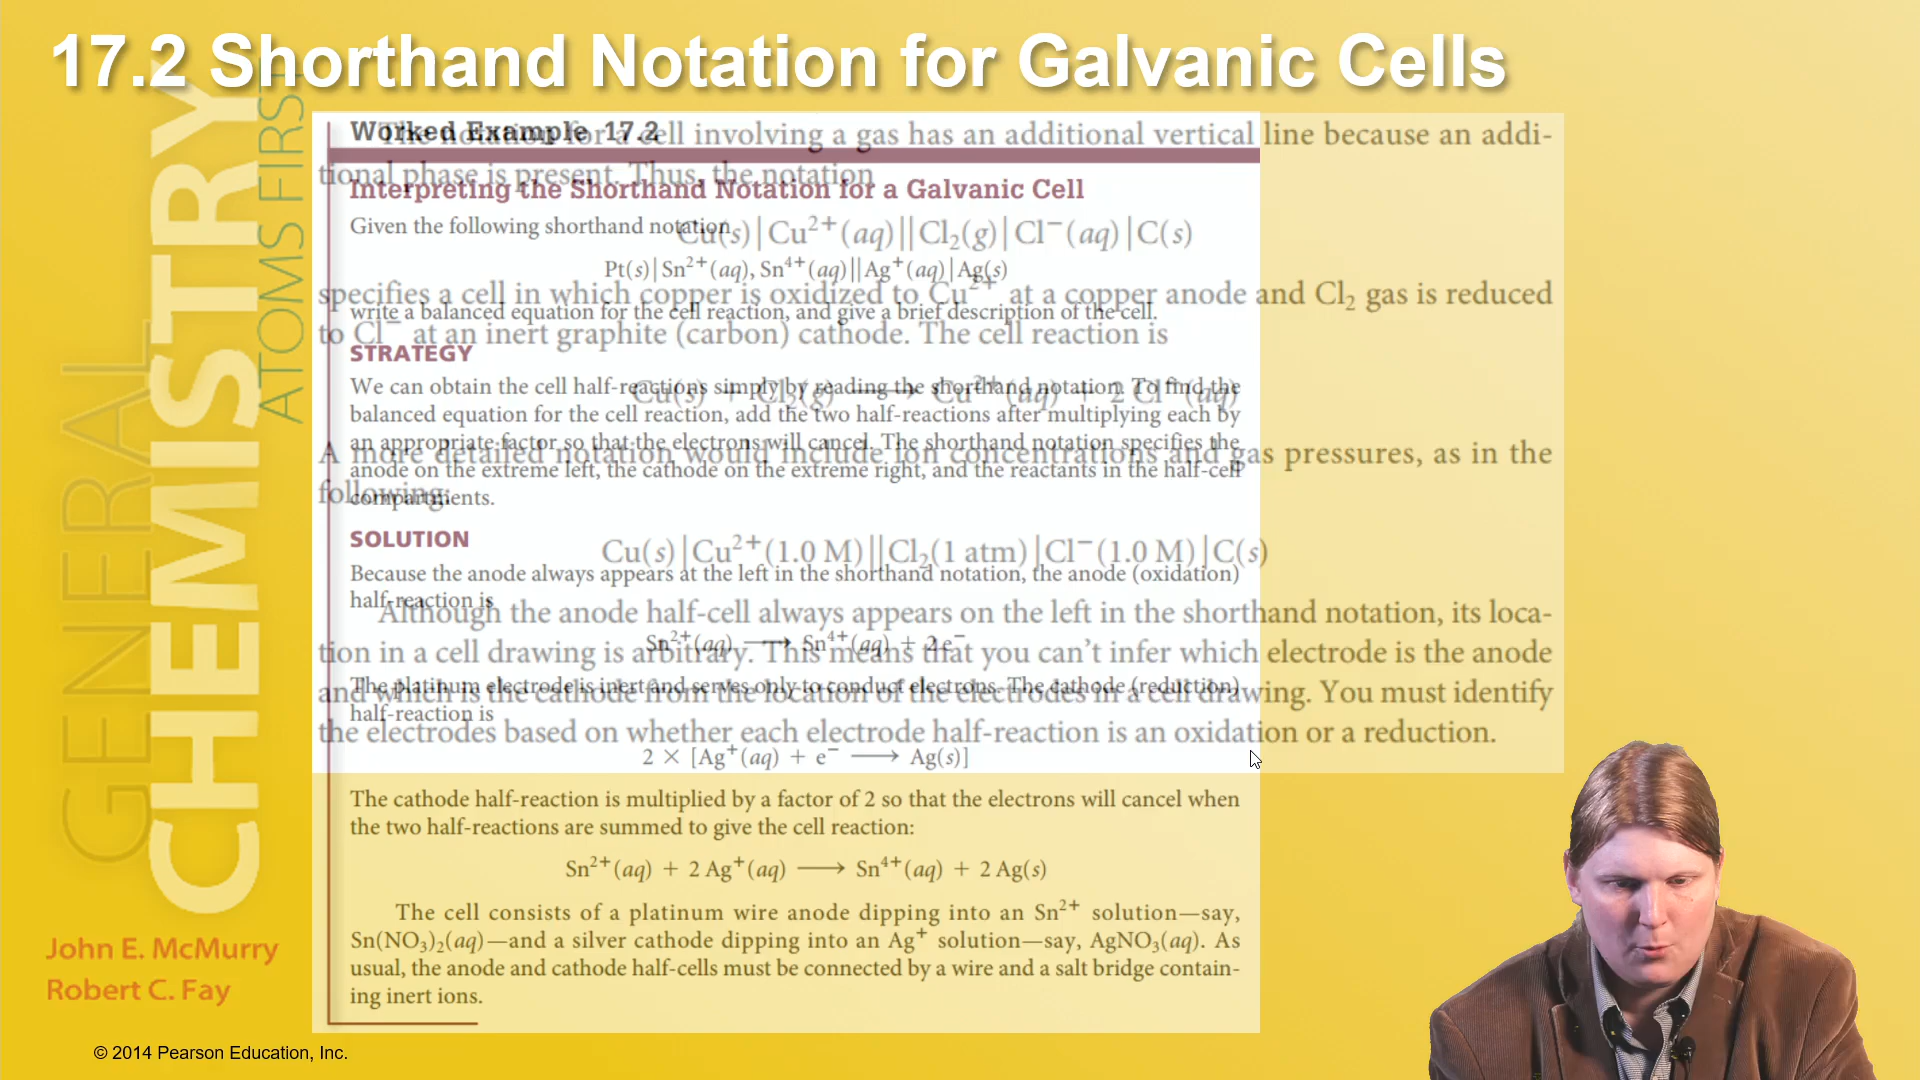 17.2 Shorthand Notation for Galvanic Cells
GENERAL
CHEMISTRY
ATOMS FIRST
John E. McMurry
Robert C. Fay
© 2014 Pearson Education, Inc.
The notation for a cell involving a gas has an additional vertical line because an addi-
tional phase is present. Thus, the notation
Cu(s)|Cu²⁺(aq)||Cl₂(g)|Cl⁻(aq)|C(s)
specifies a cell in which copper is oxidized to Cu²⁺ at a copper anode and Cl₂ gas is reduced
to Cl⁻ at an inert graphite (carbon) cathode. The cell reaction is
Cu(s) + Cl₂(g) ⟶ Cu²⁺(aq) + 2 Cl⁻(aq)
A more detailed notation would include ion concentrations and gas pressures, as in the
following:
Cu(s)|Cu²⁺(1.0 M)||Cl₂(1 atm)|Cl⁻(1.0 M)|C(s)
Although the anode half-cell always appears on the left in the shorthand notation, its loca-
tion in a cell drawing is arbitrary. This means that you can’t infer which electrode is the anode
and which is the cathode from the location of the electrodes in a cell drawing. You must identify
the electrodes based on whether each electrode half-reaction is an oxidation or a reduction.
Worked Example 17.2
Interpreting the Shorthand Notation for a Galvanic Cell
Given the following shorthand notation
Pt(s)|Sn²⁺(aq), Sn⁴⁺(aq)||Ag⁺(aq)|Ag(s)
write a balanced equation for the cell reaction, and give a brief description of the cell.
STRATEGY
We can obtain the cell half-reactions simply by reading the shorthand notation. To find the
balanced equation for the cell reaction, add the two half-reactions after multiplying each by
an appropriate factor so that the electrons will cancel. The shorthand notation specifies the
anode on the extreme left, the cathode on the extreme right, and the reactants in the half-cell
compartments.
SOLUTION
Because the anode always appears at the left in the shorthand notation, the anode (oxidation)
half-reaction is
Sn²⁺(aq) ⟶ Sn⁴⁺(aq) + 2 e⁻
The platinum electrode is inert and serves only to conduct electrons. The cathode (reduction)
half-reaction is
2 × [Ag⁺(aq) + e⁻ ⟶ Ag(s)]
The cathode half-reaction is multiplied by a factor of 2 so that the electrons will cancel when
the two half-reactions are summed to give the cell reaction:
Sn²⁺(aq) + 2 Ag⁺(aq) ⟶ Sn⁴⁺(aq) + 2 Ag(s)
The cell consists of a platinum wire anode dipping into an Sn²⁺ solution—say,
Sn(NO₃)₂(aq)—and a silver cathode dipping into an Ag⁺ solution—say, AgNO₃(aq). As
usual, the anode and cathode half-cells must be connected by a wire and a salt bridge contain-
ing inert ions.